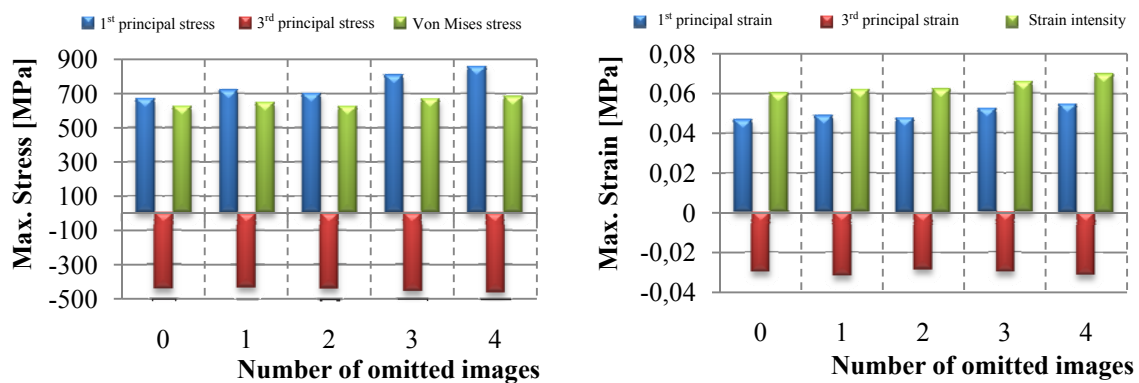 1st principal stress 3rd principal stress Von Mises stress
Max. Stress [MPa]
900
700
500
300
100
-100
-300
-500
0 1 2 3 4
Number of omitted images
1st principal strain 3rd principal strain Strain intensity
Max. Strain [MPa]
0,08
0,06
0,04
0,02
0
-0,02
-0,04
0 1 2 3 4
Number of omitted images